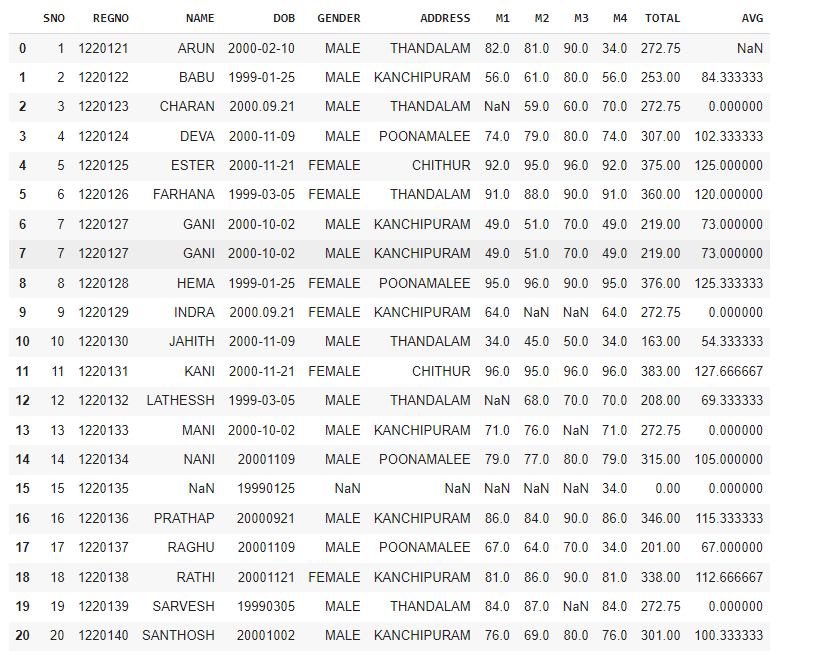 SNO REGNO NAME DOB GENDER ADDRESS M1 M2 M3 M4 TOTAL AVG
0 1 1220121 ARUN 2000-02-10 MALE THANDALAM 82.0 81.0 90.0 34.0 272.75 NaN
1 2 1220122 BABU 1999-01-25 MALE KANCHIPURAM 56.0 61.0 80.0 56.0 253.00 84.333333
2 3 1220123 CHARAN 2000.09.21 MALE THANDALAM NaN 59.0 60.0 70.0 272.75 0.000000
3 4 1220124 DEVA 2000-11-09 MALE POONAMALEE 74.0 79.0 80.0 74.0 307.00 102.333333
4 5 1220125 ESTER 2000-11-21 FEMALE CHITHUR 92.0 95.0 96.0 92.0 375.00 125.000000
5 6 1220126 FARHANA 1999-03-05 FEMALE THANDALAM 91.0 88.0 90.0 91.0 360.00 120.000000
6 7 1220127 GANI 2000-10-02 MALE KANCHIPURAM 49.0 51.0 70.0 49.0 219.00 73.000000
7 7 1220127 GANI 2000-10-02 MALE KANCHIPURAM 49.0 51.0 70.0 49.0 219.00 73.000000
8 8 1220128 HEMA 1999-01-25 FEMALE POONAMALEE 95.0 96.0 90.0 95.0 376.00 125.333333
9 9 1220129 INDRA 2000.09.21 FEMALE KANCHIPURAM 64.0 NaN NaN 64.0 272.75 0.000000
10 10 1220130 JAHITH 2000-11-09 MALE THANDALAM 34.0 45.0 50.0 34.0 163.00 54.333333
11 11 1220131 KANI 2000-11-21 FEMALE CHITHUR 96.0 95.0 96.0 96.0 383.00 127.666667
12 12 1220132 LATHESSH 1999-03-05 MALE THANDALAM NaN 68.0 70.0 70.0 208.00 69.333333
13 13 1220133 MANI 2000-10-02 MALE KANCHIPURAM 71.0 76.0 NaN 71.0 272.75 0.000000
14 14 1220134 NANI 20001109 MALE POONAMALEE 79.0 77.0 80.0 79.0 315.00 105.000000
15 15 1220135 NaN 19990125 NaN NaN NaN NaN NaN 34.0 0.00 0.000000
16 16 1220136 PRATHAP 20000921 MALE KANCHIPURAM 86.0 84.0 90.0 86.0 346.00 115.333333
17 17 1220137 RAGHU 20001109 MALE POONAMALEE 67.0 64.0 70.0 34.0 201.00 67.000000
18 18 1220138 RATHI 20001121 FEMALE KANCHIPURAM 81.0 86.0 90.0 81.0 338.00 112.666667
19 19 1220139 SARVESH 19990305 MALE THANDALAM 84.0 87.0 NaN 84.0 272.75 0.000000
20 20 1220140 SANTHOSH 20001002 MALE KANCHIPURAM 76.0 69.0 80.0 76.0 301.00 100.333333